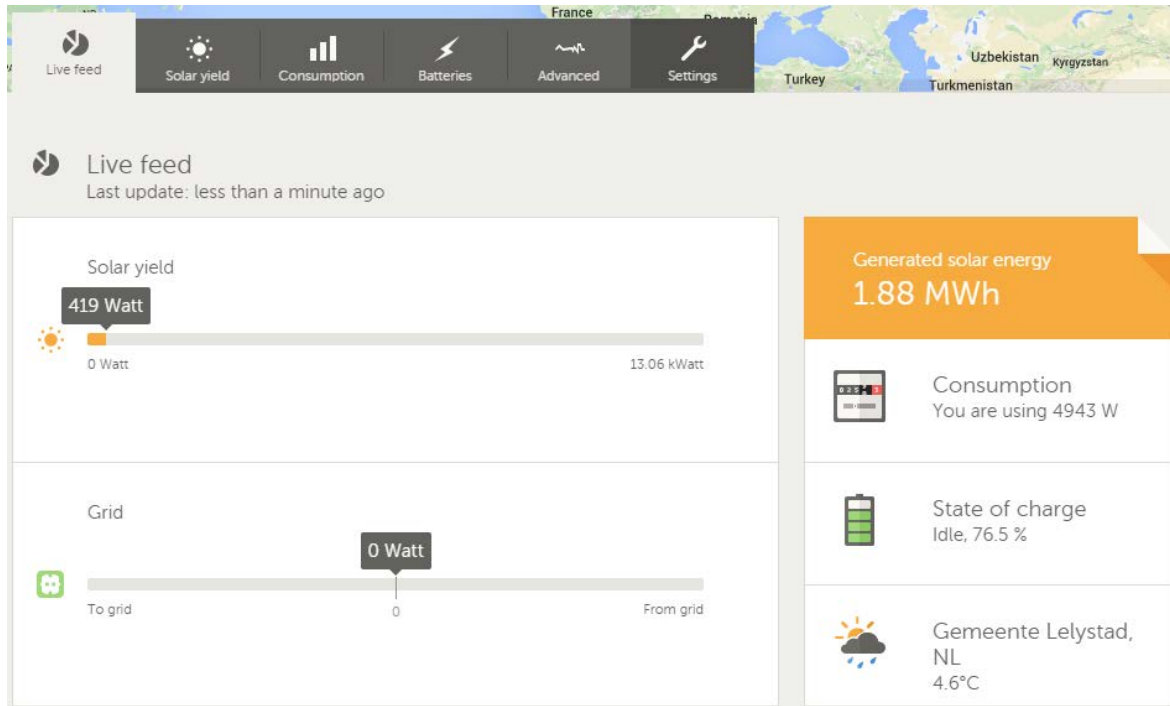 France
Live feed
Solar yield
Consumption
Batteries
Advanced
Settings
Turkey
Uzbekistan
Kyrgyzstan
Turkmenistan
Live feed
Last update: less than a minute ago
Solar yield
419 Watt
0 Watt 13.06 kWatt
Grid
0 Watt
To grid 0 From grid
Generated solar energy
1.88 MWh
Consumption
You are using 4943 W
State of charge
Idle, 76.5 %
Gemeente Lelystad,
NL
4.6°C